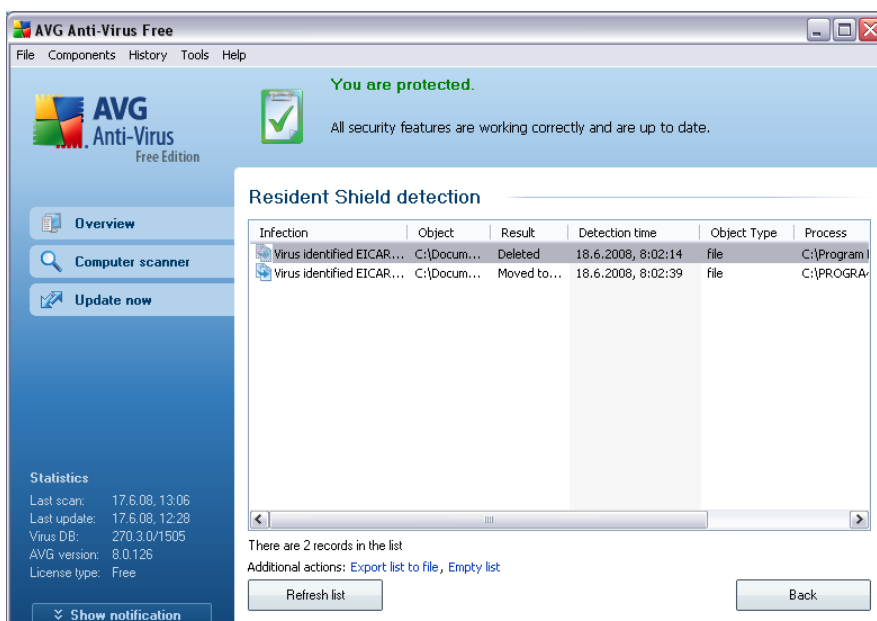 AVG Anti-Virus Free
File Components History Tools Help
AVG
Anti-Virus
Free Edition
You are protected.
All security features are working correctly and are up to date.
Overview
Computer scanner
Update now
Resident Shield detection
Infection Object Result Detection time Object Type Process
Virus identified EICAR... C:\Docum... Deleted 18.6.2008, 8:02:14 file C:\Program
Virus identified EICAR... C:\Docum... Moved to... 18.6.2008, 8:02:39 file C:\PROGRA
Statistics
Last scan: 17.6.08, 13:06
Last update: 17.6.08, 12:28
Virus DB: 270.3.0/1505
AVG version: 8.0.126
License type: Free
Show notification
There are 2 records in the list
Additional actions: Export list to file, Empty list
Refresh list Back